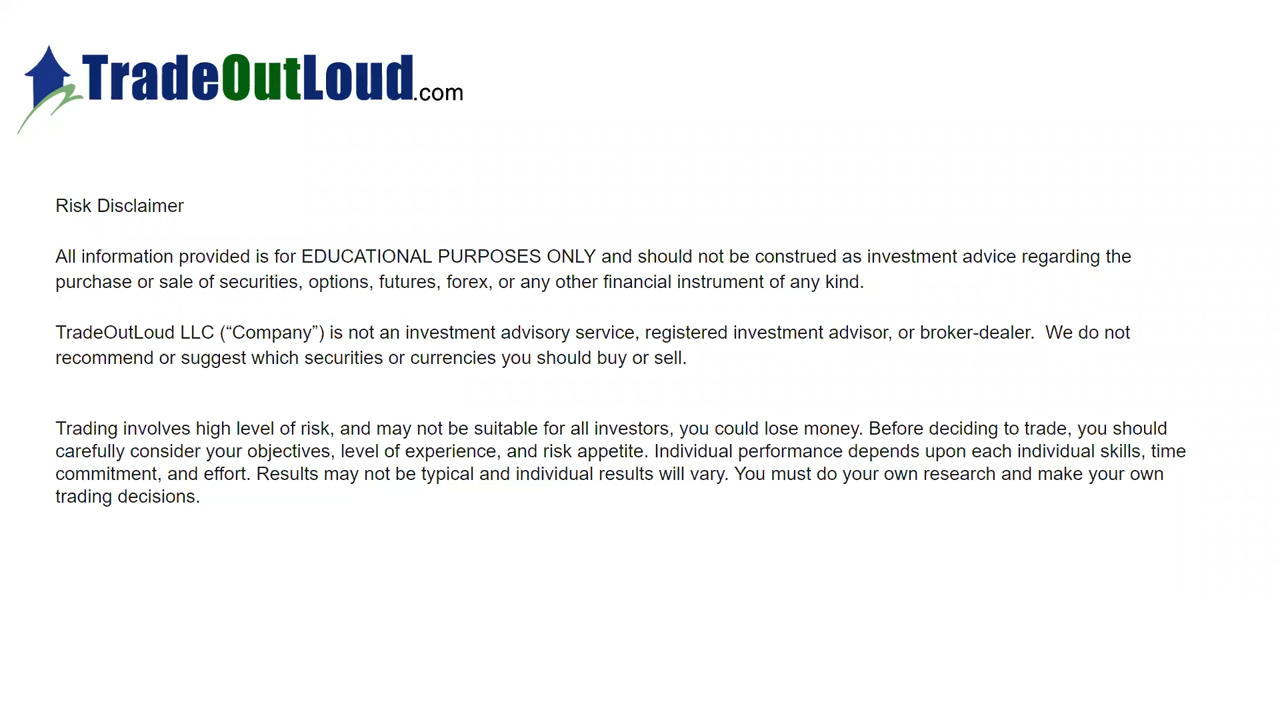 TradeOutLoud.com
Risk Disclaimer
All information provided is for EDUCATIONAL PURPOSES ONLY and should not be construed as investment advice regarding the
purchase or sale of securities, options, futures, forex, or any other financial instrument of any kind.
TradeOutLoud LLC (“Company”) is not an investment advisory service, registered investment advisor, or broker-dealer.  We do not
recommend or suggest which securities or currencies you should buy or sell.
Trading involves high level of risk, and may not be suitable for all investors, you could lose money. Before deciding to trade, you should
carefully consider your objectives, level of experience, and risk appetite. Individual performance depends upon each individual skills, time
commitment, and effort. Results may not be typical and individual results will vary. You must do your own research and make your own
trading decisions.